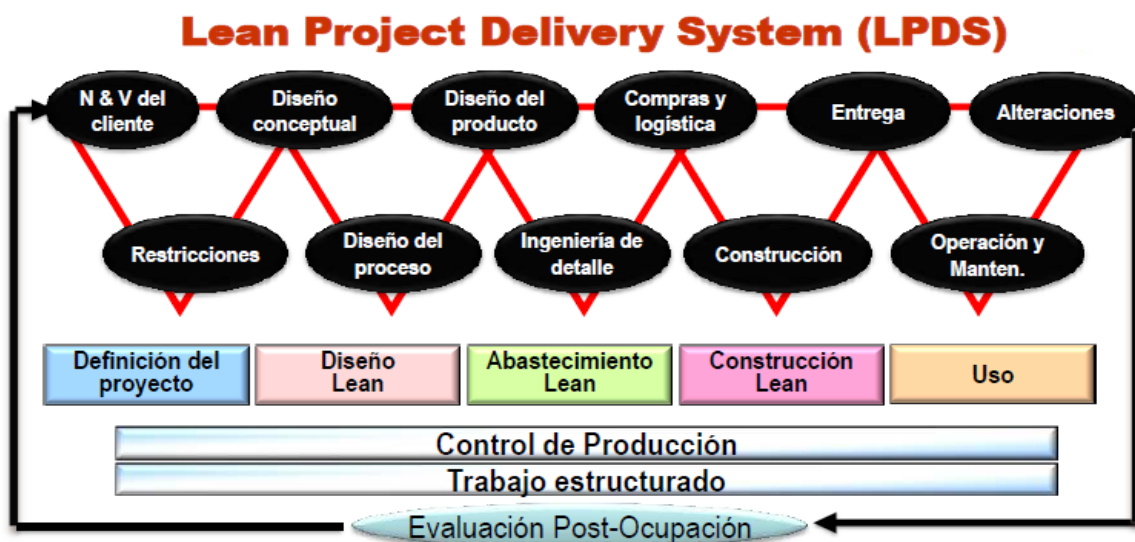 Lean Project Delivery System (LPDS)
N & V del
cliente
Diseño
conceptual
Diseño del
producto
Compras y
logística
Entrega
Alteraciones
Restricciones
Diseño del
proceso
Ingeniería de
detalle
Construcción
Operación y
Manten.
Definición del
proyecto
Diseño
Lean
Abastecimiento
Lean
Construcción
Lean
Uso
Control de Producción
Trabajo estructurado
Evaluación Post-Ocupación